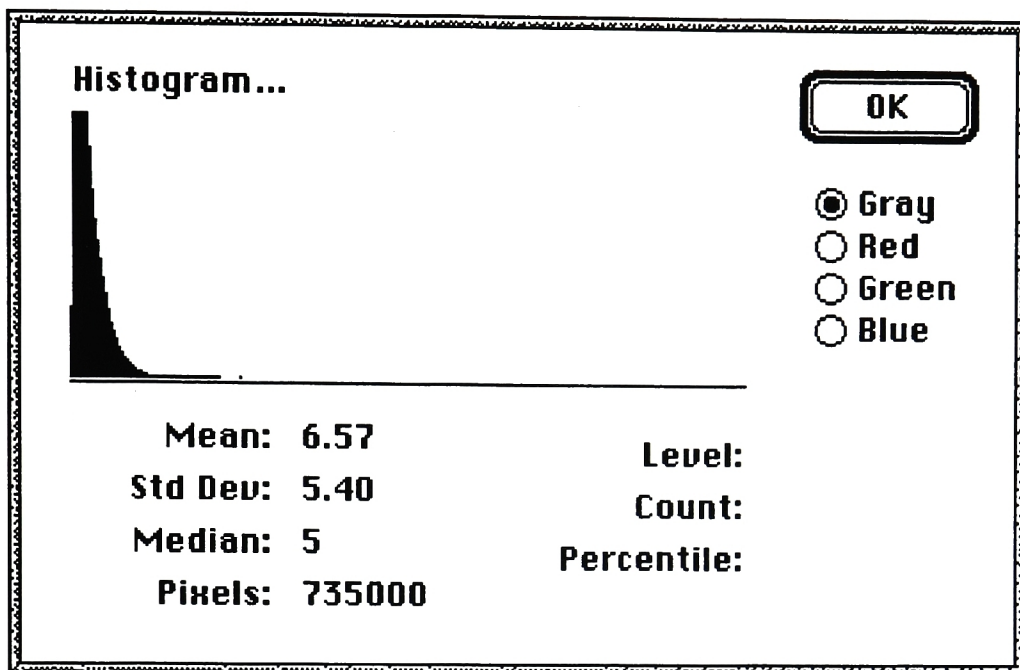 Histogram...
OK
Gray
Red
Green
Blue
Mean: 6.57
Std Dev: 5.40
Median: 5
Pixels: 735000
Level:
Count:
Percentile: